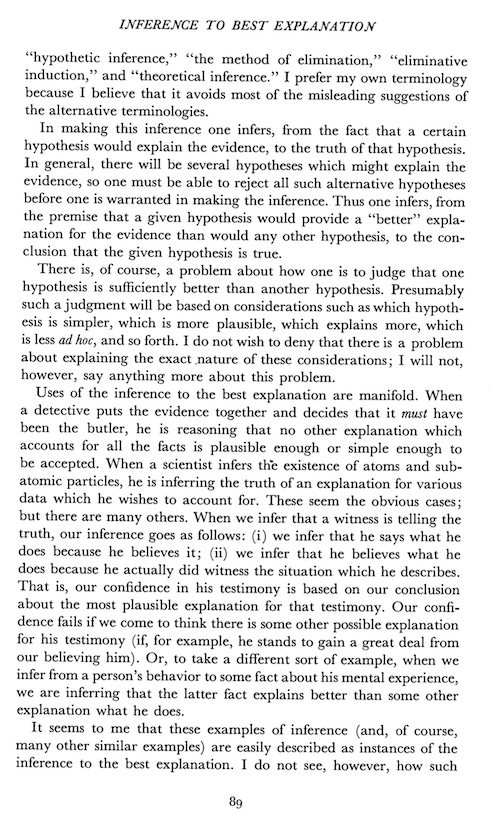 INFERENCE TO BEST EXPLANATION
“hypothetic inference,” “the method of elimination,” “eliminative
induction,” and “theoretical inference.” I prefer my own terminology
because I believe that it avoids most of the misleading suggestions of
the alternative terminologies.
In making this inference one infers, from the fact that a certain
hypothesis would explain the evidence, to the truth of that hypothesis.
In general, there will be several hypotheses which might explain the
evidence, so one must be able to reject all such alternative hypotheses
before one is warranted in making the inference. Thus one infers, from
the premise that a given hypothesis would provide a “better” expla-
nation for the evidence than would any other hypothesis, to the con-
clusion that the given hypothesis is true.
There is, of course, a problem about how one is to judge that one
hypothesis is sufficiently better than another hypothesis. Presumably
such a judgment will be based on considerations such as which hypoth-
esis is simpler, which is more plausible, which explains more, which
is less ad hoc, and so forth. I do not wish to deny that there is a problem
about explaining the exact nature of these considerations; I will not,
however, say anything more about this problem.
Uses of the inference to the best explanation are manifold. When
a detective puts the evidence together and decides that it must have
been the butler, he is reasoning that no other explanation which
accounts for all the facts is plausible enough or simple enough to
be accepted. When a scientist infers the existence of atoms and sub-
atomic particles, he is inferring the truth of an explanation for various
data which he wishes to account for. These seem the obvious cases;
but there are many others. When we infer that a witness is telling the
truth, our inference goes as follows: (i) we infer that he says what he
does because he believes it; (ii) we infer that he believes what he
does because he actually did witness the situation which he describes.
That is, our confidence in his testimony is based on our conclusion
about the most plausible explanation for that testimony. Our confi-
dence fails if we come to think there is some other possible explanation
for his testimony (if, for example, he stands to gain a great deal from
our believing him). Or, to take a different sort of example, when we
infer from a person’s behavior to some fact about his mental experience,
we are inferring that the latter fact explains better than some other
explanation what he does.
It seems to me that these examples of inference (and, of course,
many other similar examples) are easily described as instances of the
inference to the best explanation. I do not see, however, how such
89